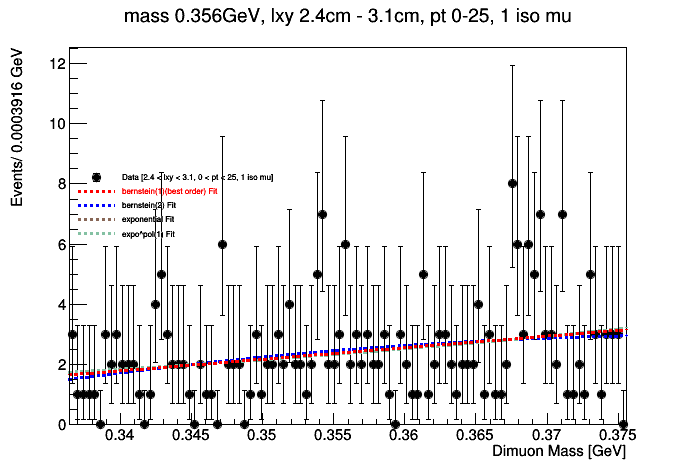 mass 0.356GeV, lxy 2.4cm - 3.1cm, pt 0-25, 1 iso mu
Events/ 0.0003916 GeV
12
10
8
6
4
2
0
Data [2.4 < lxy < 3.1, 0 < pt < 25, 1 iso mu]
bernstein(1)(best order) Fit
bernstein(2) Fit
exponential Fit
expo*pol(1) Fit
0.34 0.345 0.35 0.355 0.36 0.365 0.37 0.375
Dimuon Mass [GeV]